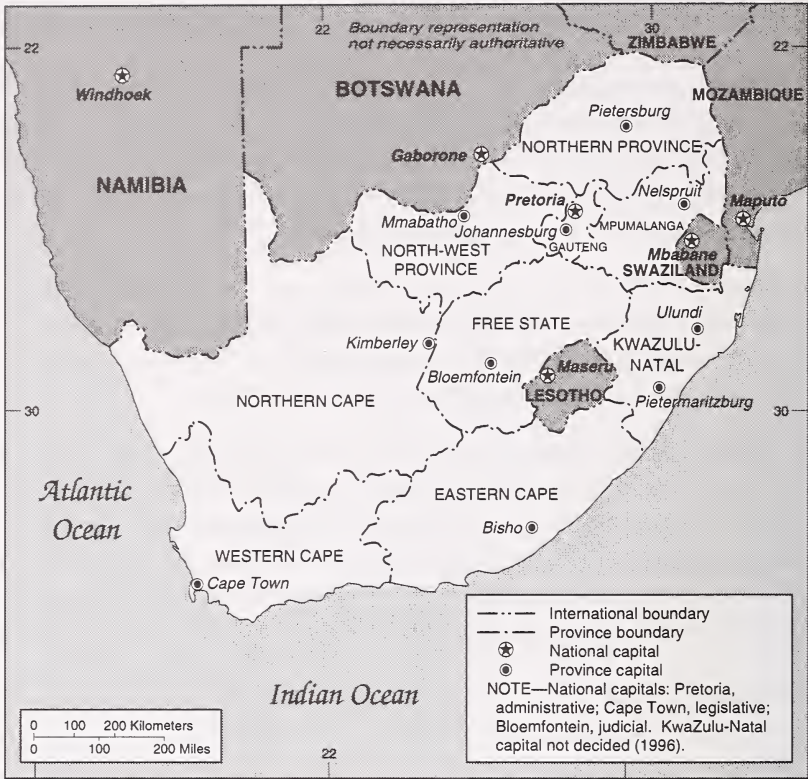 22
30
22
22
Boundary representation
not necessarily authoritative
ZIMBABWE
Windhoek
BOTSWANA
MOZAMBIQUE
Pietersburg
NORTHERN PROVINCE
Gaborone
NAMIBIA
Nelspruit
Pretoria
Maputo
Mmabatho
Johannesburg
MPUMALANGA
GAUTENG
NORTH-WEST
PROVINCE
Mbabane
SWAZILAND
Ulundi
FREE STATE
Kimberley
KWAZULU-
NATAL
Maseru
Bloemfontein
LESOTHO
NORTHERN CAPE
Pietermaritzburg
30
30
Atlantic
Ocean
EASTERN CAPE
Bisho
WESTERN CAPE
Cape Town
International boundary
Province boundary
National capital
Province capital
NOTE—National capitals: Pretoria,
administrative; Cape Town, legislative;
Bloemfontein, judicial. KwaZulu-Natal
capital not decided (1996).
Indian Ocean
0 100 200 Kilometers
0 100 200 Miles
22
30